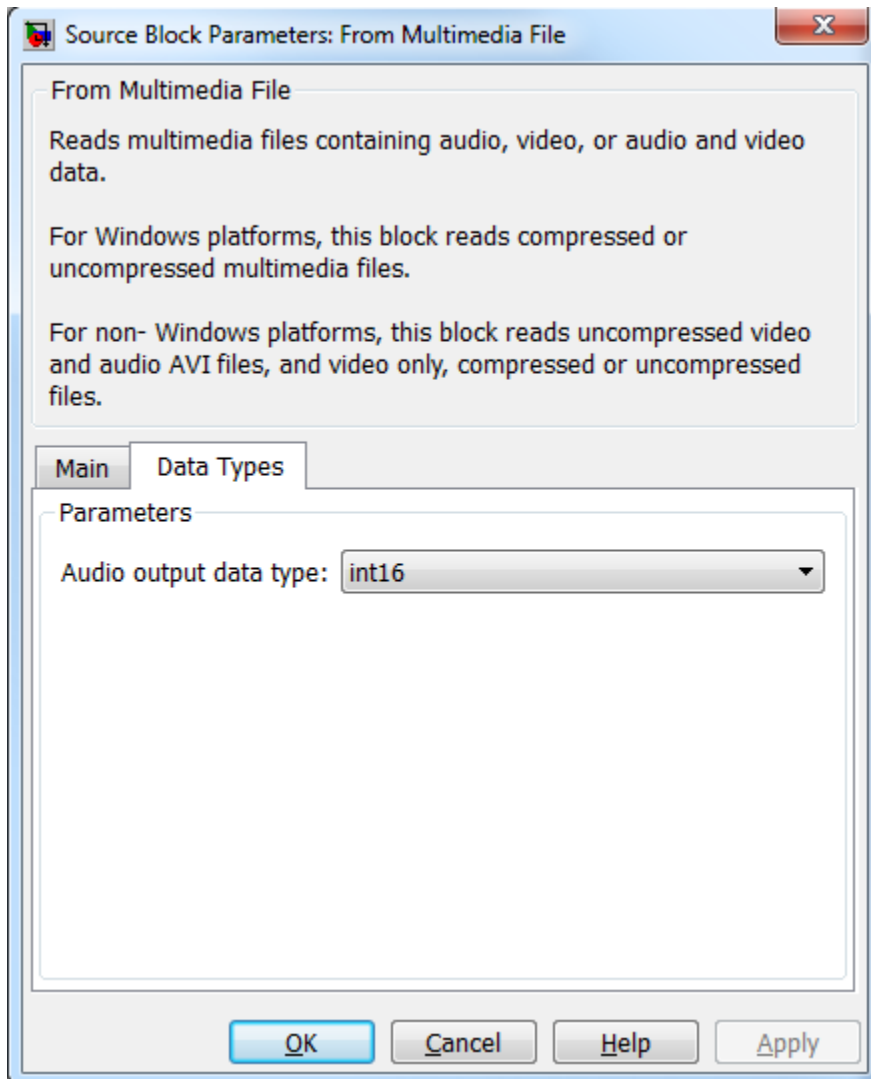 Source Block Parameters: From Multimedia File
From Multimedia File
Reads multimedia files containing audio, video, or audio and video
data.
For Windows platforms, this block reads compressed or
uncompressed multimedia files.
For non- Windows platforms, this block reads uncompressed video
and audio AVI files, and video only, compressed or uncompressed
files.
Main Data Types
Parameters
Audio output data type: int16
OK Cancel Help Apply